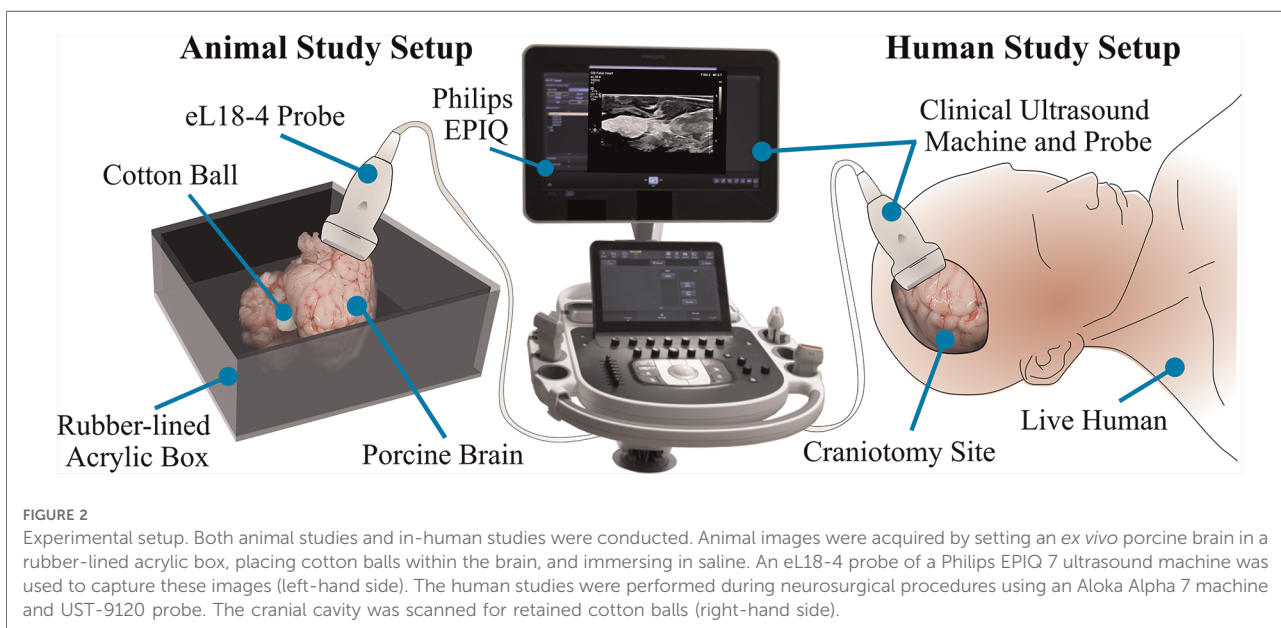 Animal Study Setup
Human Study Setup
eL18-4 Probe
Philips
EPIQ
Clinical Ultrasound
Machine and Probe
Cotton Ball
Rubber-lined
Acrylic Box
Porcine Brain
Craniotomy Site
Live Human
FIGURE 2
Experimental setup. Both animal studies and in-human studies were conducted. Animal images were acquired by setting an ex vivo porcine brain in a
rubber-lined acrylic box, placing cotton balls within the brain, and immersing in saline. An eL18-4 probe of a Philips EPIQ 7 ultrasound machine was
used to capture these images (left-hand side). The human studies were performed during neurosurgical procedures using an Aloka Alpha 7 machine
and UST-9120 probe. The cranial cavity was scanned for retained cotton balls (right-hand side).